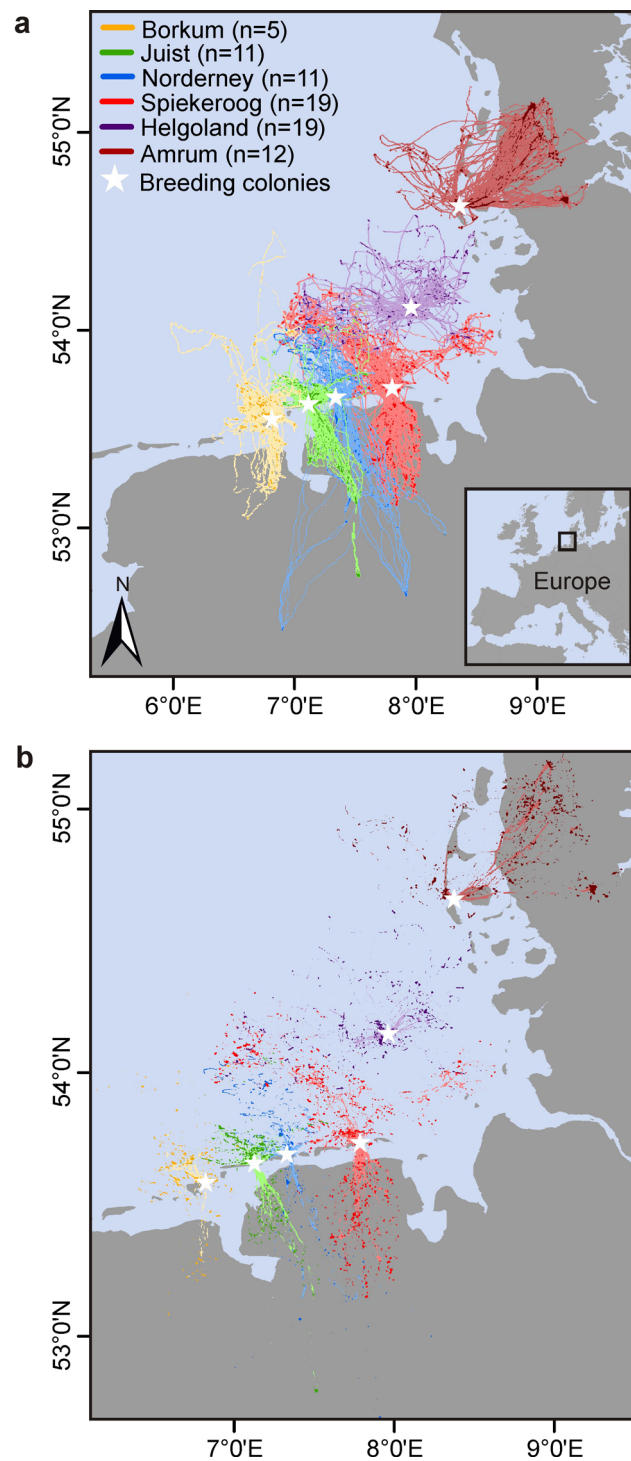 a
Borkum (n=5)
Juist (n=11)
Norderney (n=11)
Spiekeroog (n=19)
Helgoland (n=19)
Amrum (n=12)
Breeding colonies
55°0'N
54°0'N
53°0'N
N
Europe
6°0'E 7°0'E 8°0'E 9°0'E
b
55°0'N
54°0'N
53°0'N
7°0'E 8°0'E 9°0'E